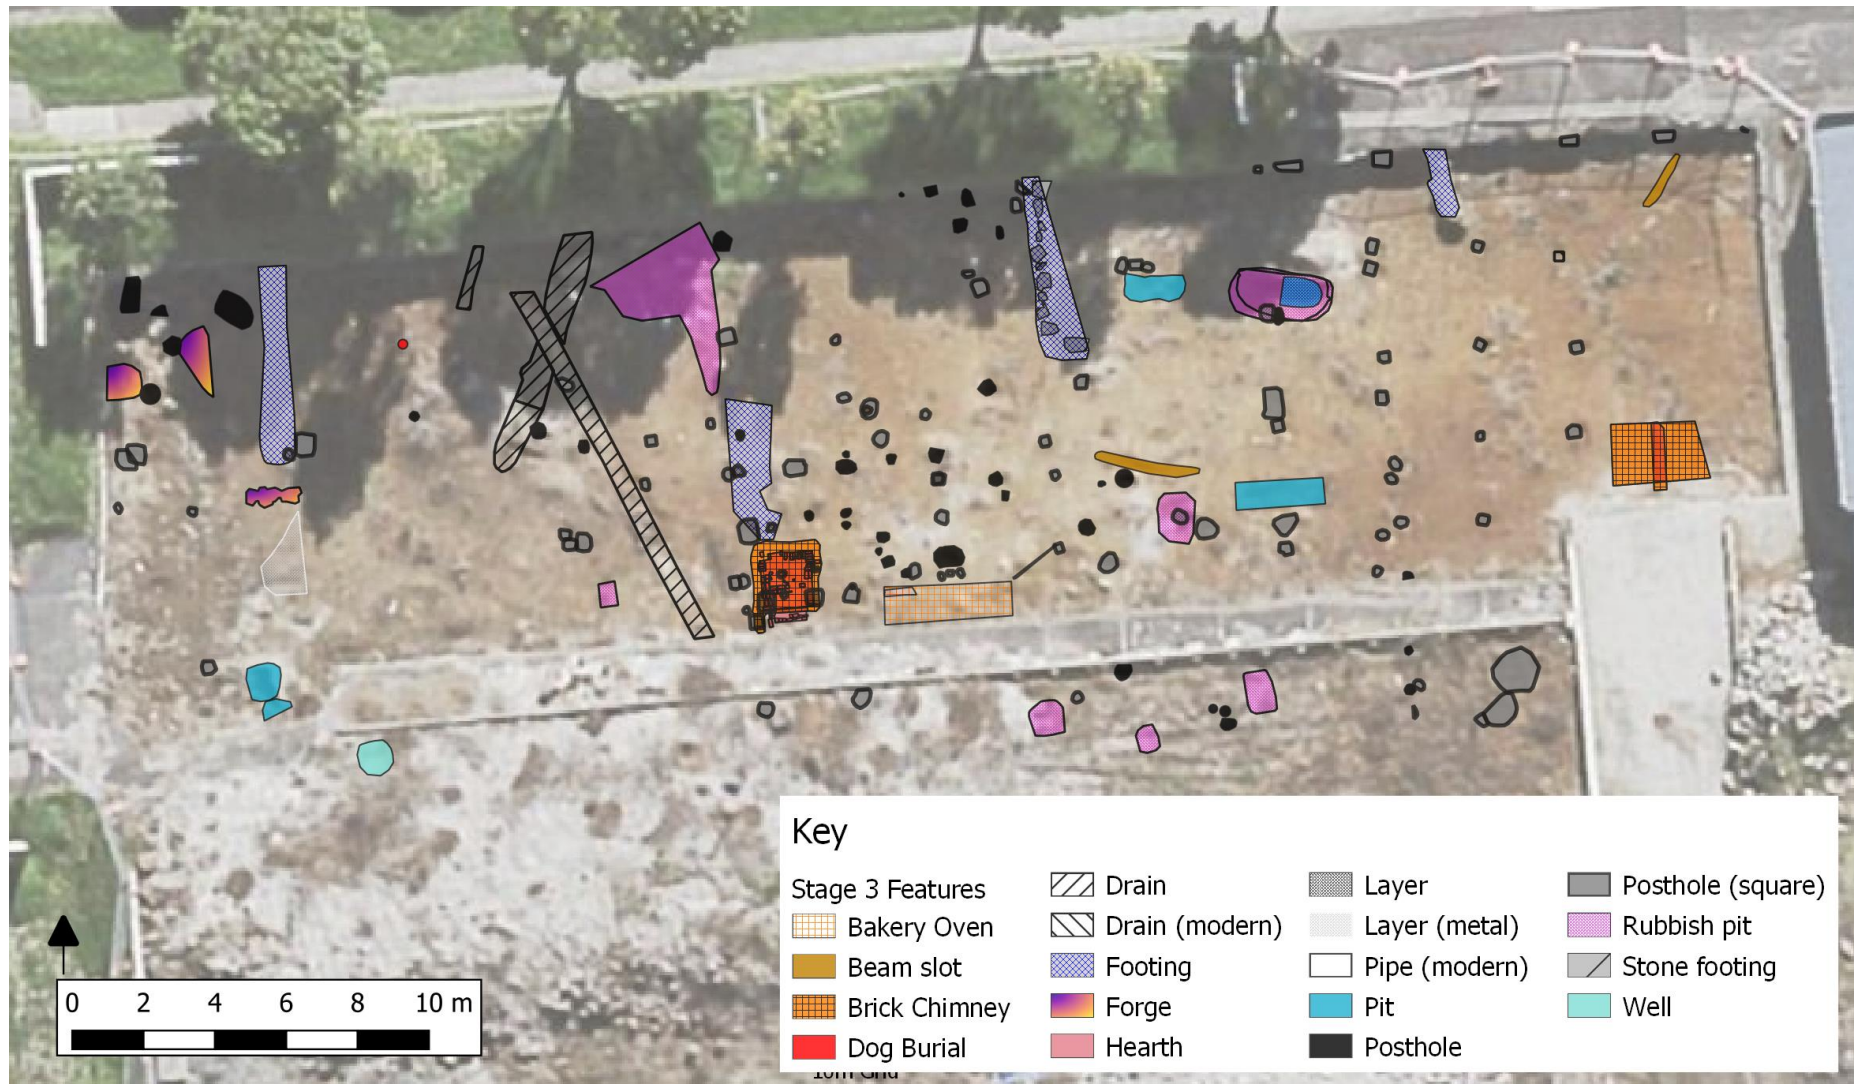 Key
Stage 3 Features
Bakery Oven
Beam slot
Brick Chimney
Dog Burial
Drain
Drain (modern)
Footing
Forge
Hearth
Layer
Layer (metal)
Pipe (modern)
Pit
Posthole
Posthole (square)
Rubbish pit
Stone footing
Well
0 2 4 6 8 10 m
10m Grid